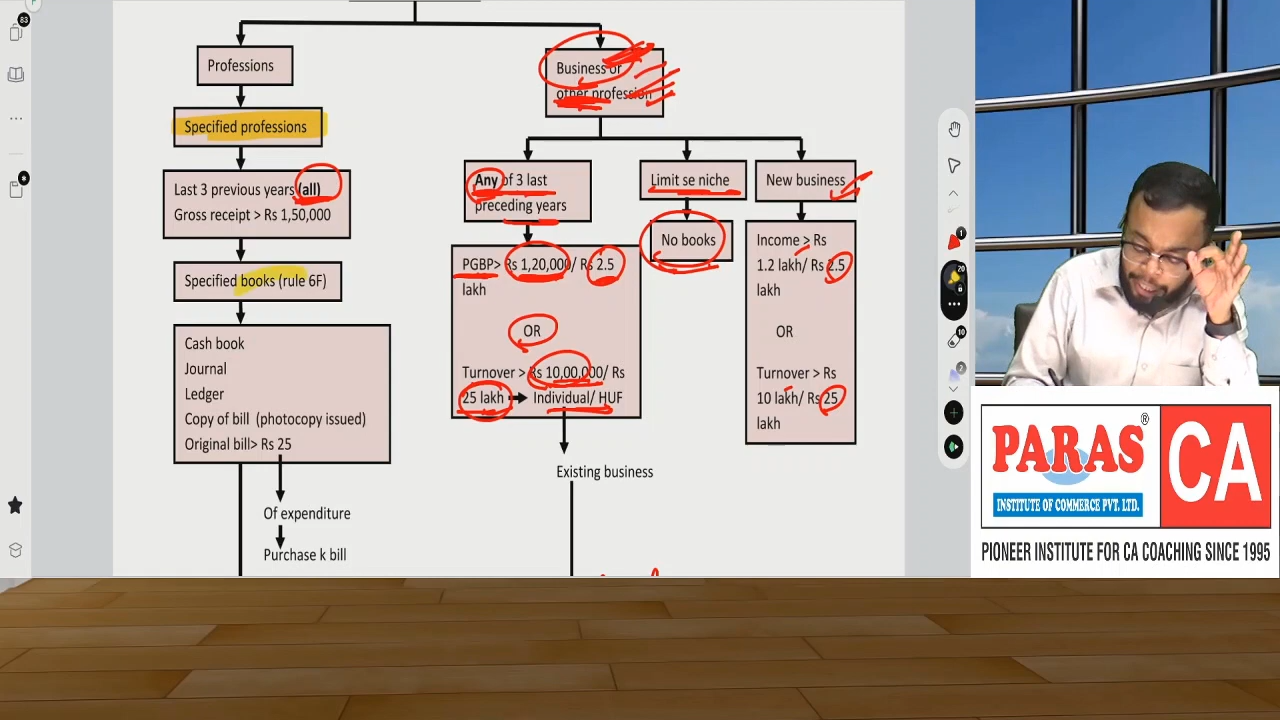 83
Professions
Specified professions
Last 3 previous years (all)
Gross receipt > Rs 1,50,000
Specified books (rule 6F)
Cash book
Journal
Ledger
Copy of bill (photocopy issued)
Original bill> Rs 25
Of expenditure
Purchase k bill
Business or
other profession
Any of 3 last
preceding years
PGBP> Rs 1,20,000/ Rs 2.5
lakh
OR
Turnover > Rs 10,00,000/ Rs
25 lakh Individual/ HUF
Existing business
Limit se niche
No books
New business
Income > Rs
1.2 lakh/ Rs 2.5
lakh
OR
Turnover > Rs
10 lakh/ Rs 25
lakh
1
20
10
2
PARAS ®
INSTITUTE OF COMMERCE PVT. LTD.
CA
PIONEER INSTITUTE FOR CA COACHING SINCE 1995